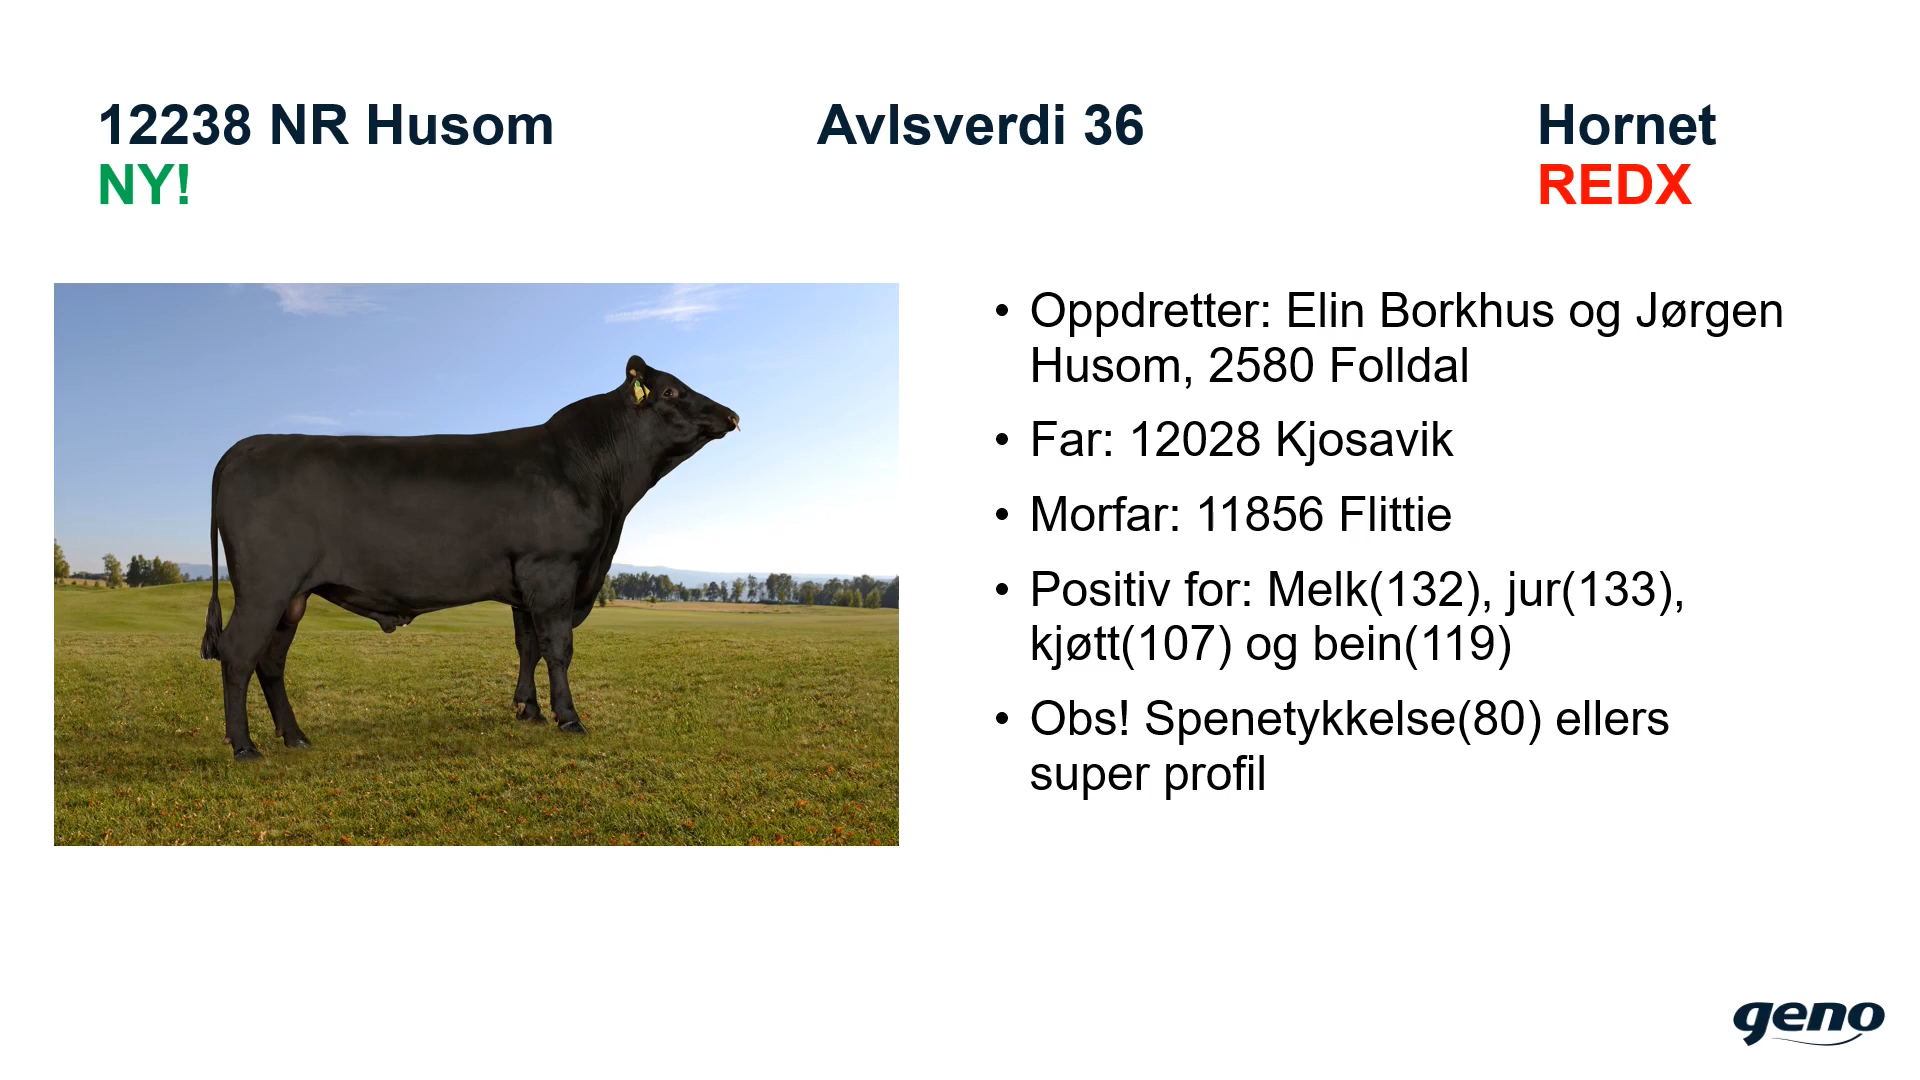 12238 NR Husom
NY!
Avlsverdi 36
Hornet
REDX
• Oppdretter: Elin Borkhus og Jørgen
Husom, 2580 Folldal
• Far: 12028 Kjosavik
• Morfar: 11856 Flittie
• Positiv for: Melk(132), jur(133),
kjøtt(107) og bein(119)
• Obs! Spenetykkelse(80) ellers
super profil
geno